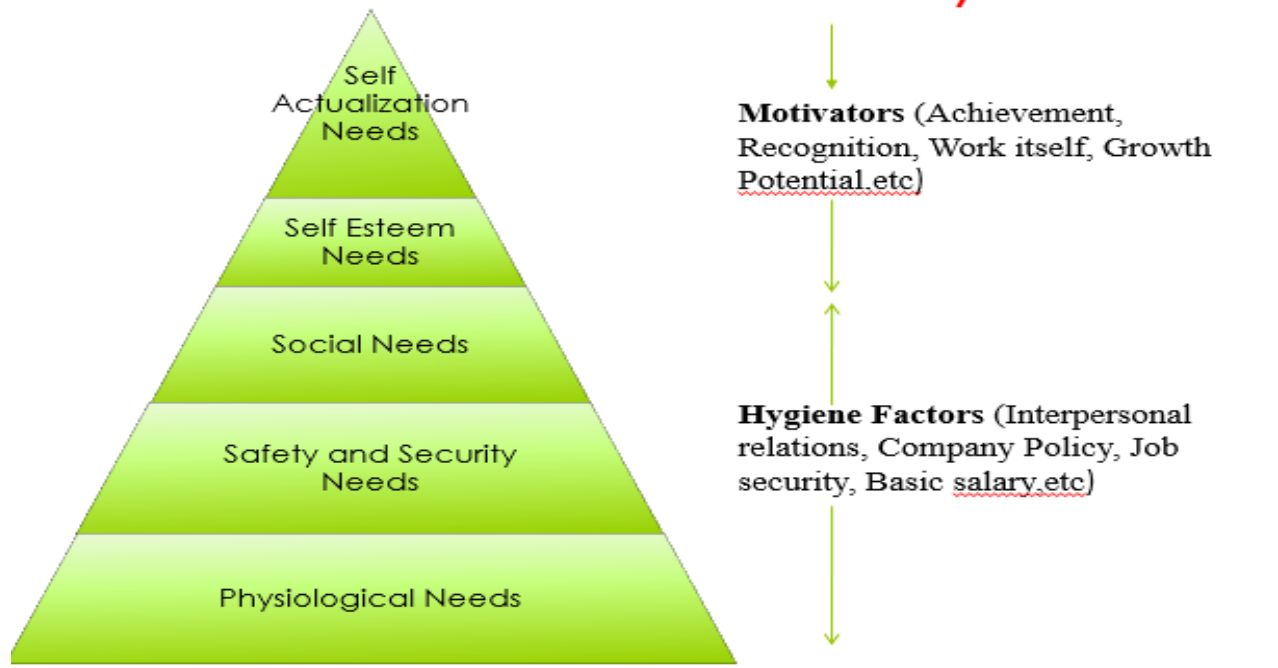 Self
Actualization
Needs
Self Esteem
Needs
Social Needs
Safety and Security
Needs
Physiological Needs
Motivators (Achievement,
Recognition, Work itself, Growth
Potential,etc)
Hygiene Factors (Interpersonal
relations, Company Policy, Job
security, Basic salary,etc)